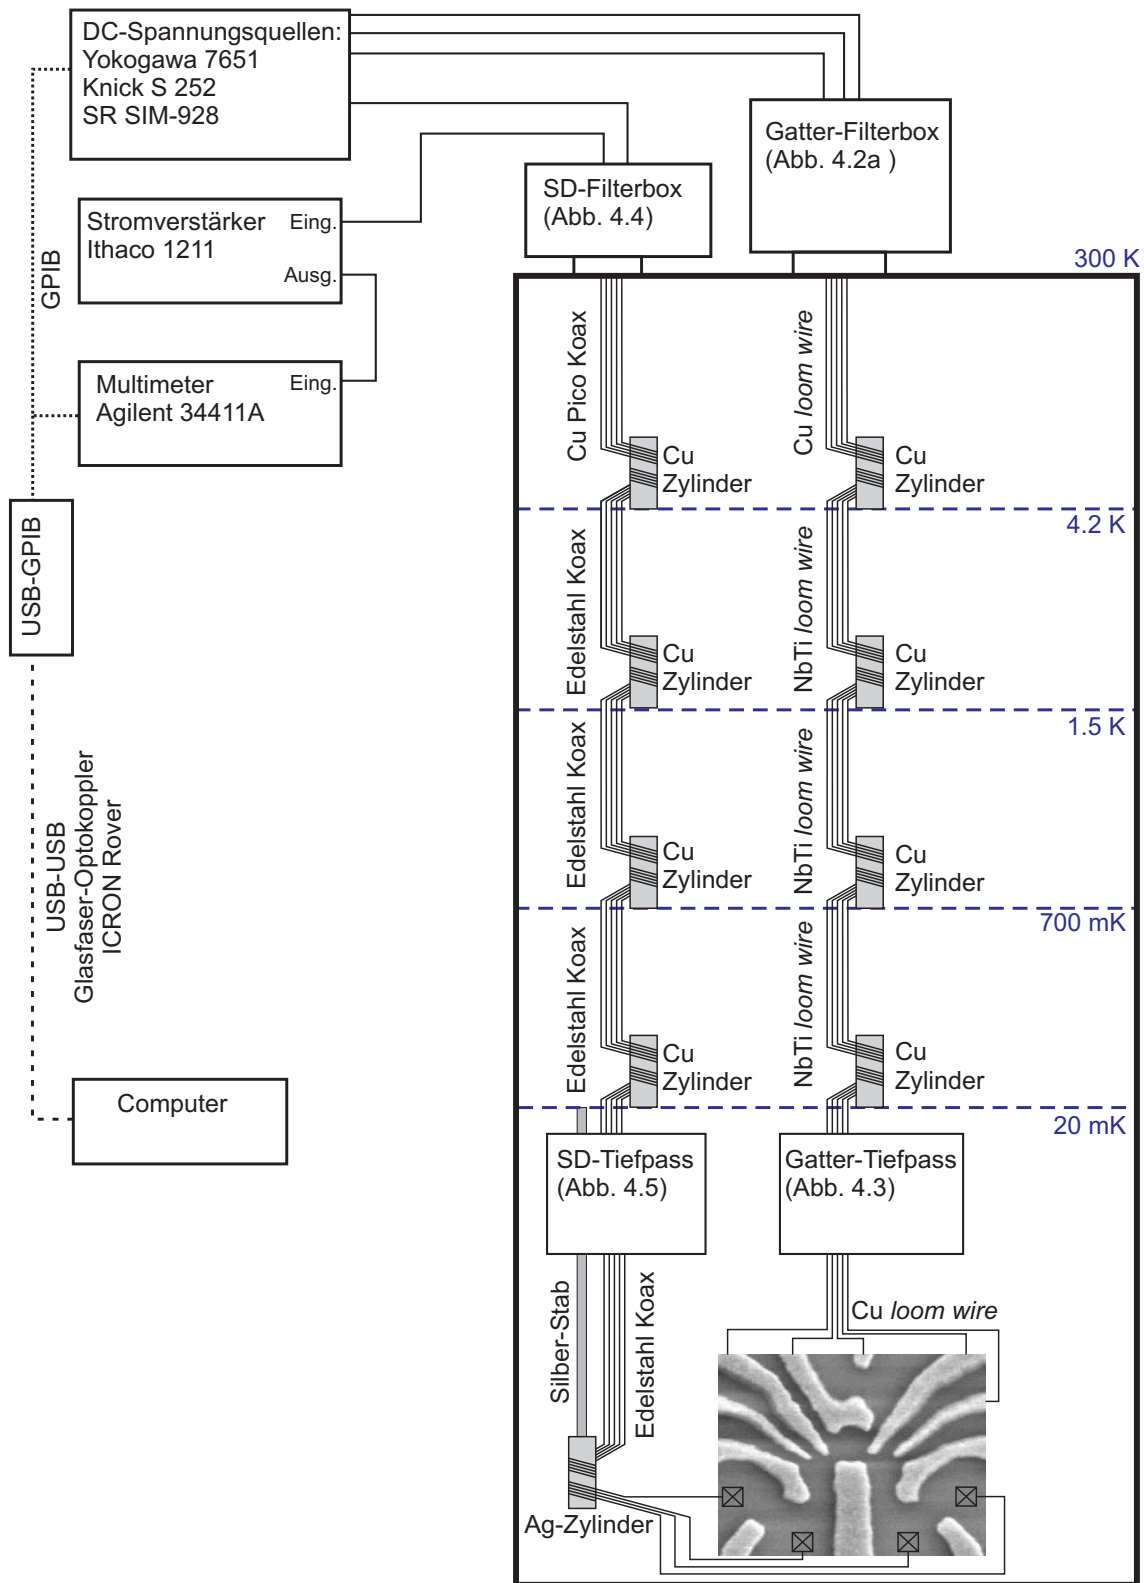 DC-Spannungsquellen:
Yokogawa 7651
Knick S 252
SR SIM-928
Gatter-Filterbox
(Abb. 4.2a )
SD-Filterbox
(Abb. 4.4)
Stromverstärker
Ithaco 1211
Eing.
Ausg.
300 K
GPIB
Multimeter
Agilent 34411A
Eing.
Cu Pico Koax
Cu loom wire
Cu
Zylinder
Cu
Zylinder
4.2 K
USB-GPIB
Edelstahl Koax
NbTi loom wire
Cu
Zylinder
Cu
Zylinder
1.5 K
USB-USB
Glasfaser-Optokoppler
ICRON Rover
Edelstahl Koax
NbTi loom wire
Cu
Zylinder
Cu
Zylinder
700 mK
Edelstahl Koax
NbTi loom wire
Cu
Zylinder
Cu
Zylinder
Computer
20 mK
SD-Tiefpass
(Abb. 4.5)
Gatter-Tiefpass
(Abb. 4.3)
Silber-Stab
Edelstahl Koax
Cu loom wire
Ag-Zylinder